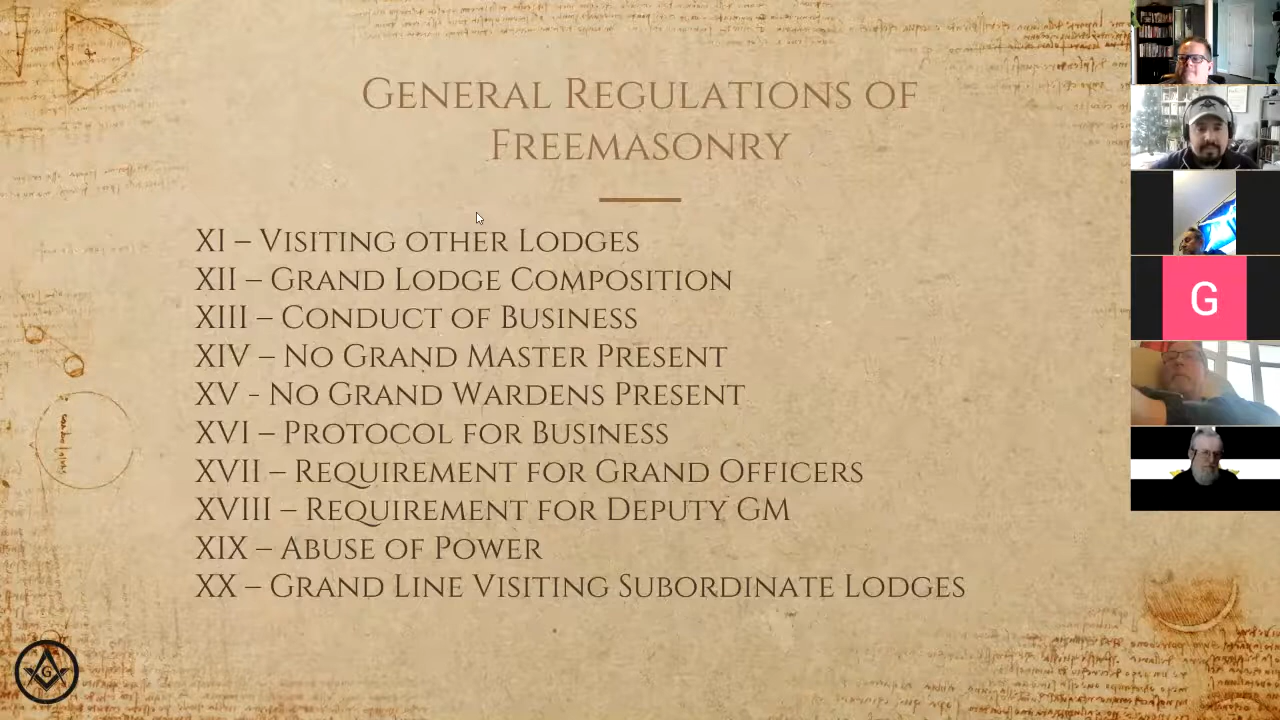 General Regulations of
Freemasonry
XI – Visiting other Lodges
XII – Grand Lodge Composition
XIII – Conduct of Business
XIV – No Grand Master Present
XV - No Grand Wardens Present
XVI – Protocol for Business
XVII – Requirement for Grand Officers
XVIII – Requirement for Deputy GM
XIX – Abuse of Power
XX – Grand Line Visiting Subordinate Lodges
G
G